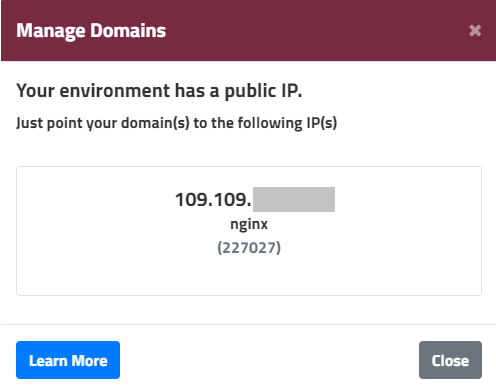 Manage Domains
Your environment has a public IP.
Just point your domain(s) to the following IP(s)
109.109.
nginx
(227027)
Learn More
Close